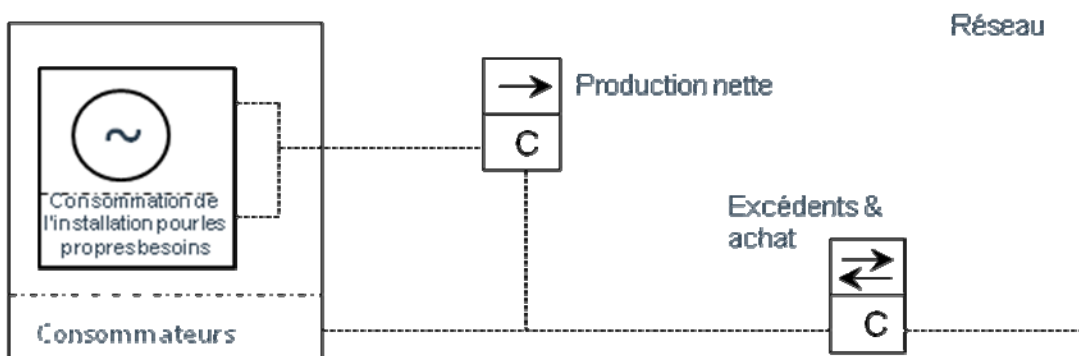 Réseau
Production nette
C
~
Consommation de
l'installation pour les
propres besoins
Excédents &
achat
C
Consommateurs